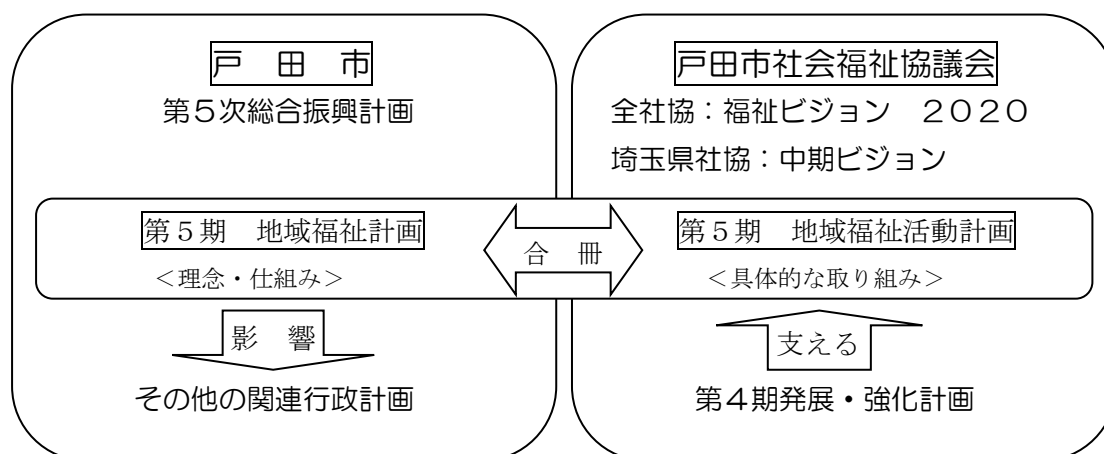 戸　田　市
第５次総合振興計画
戸田市社会福祉協議会
全社協：福祉ビジョン　２０２０
埼玉県社協：中期ビジョン
第５期　地域福祉計画
＜理念・仕組み＞
合　冊
第５期　地域福祉活動計画
＜具体的な取り組み＞
影　響
その他の関連行政計画
支える
第４期発展・強化計画